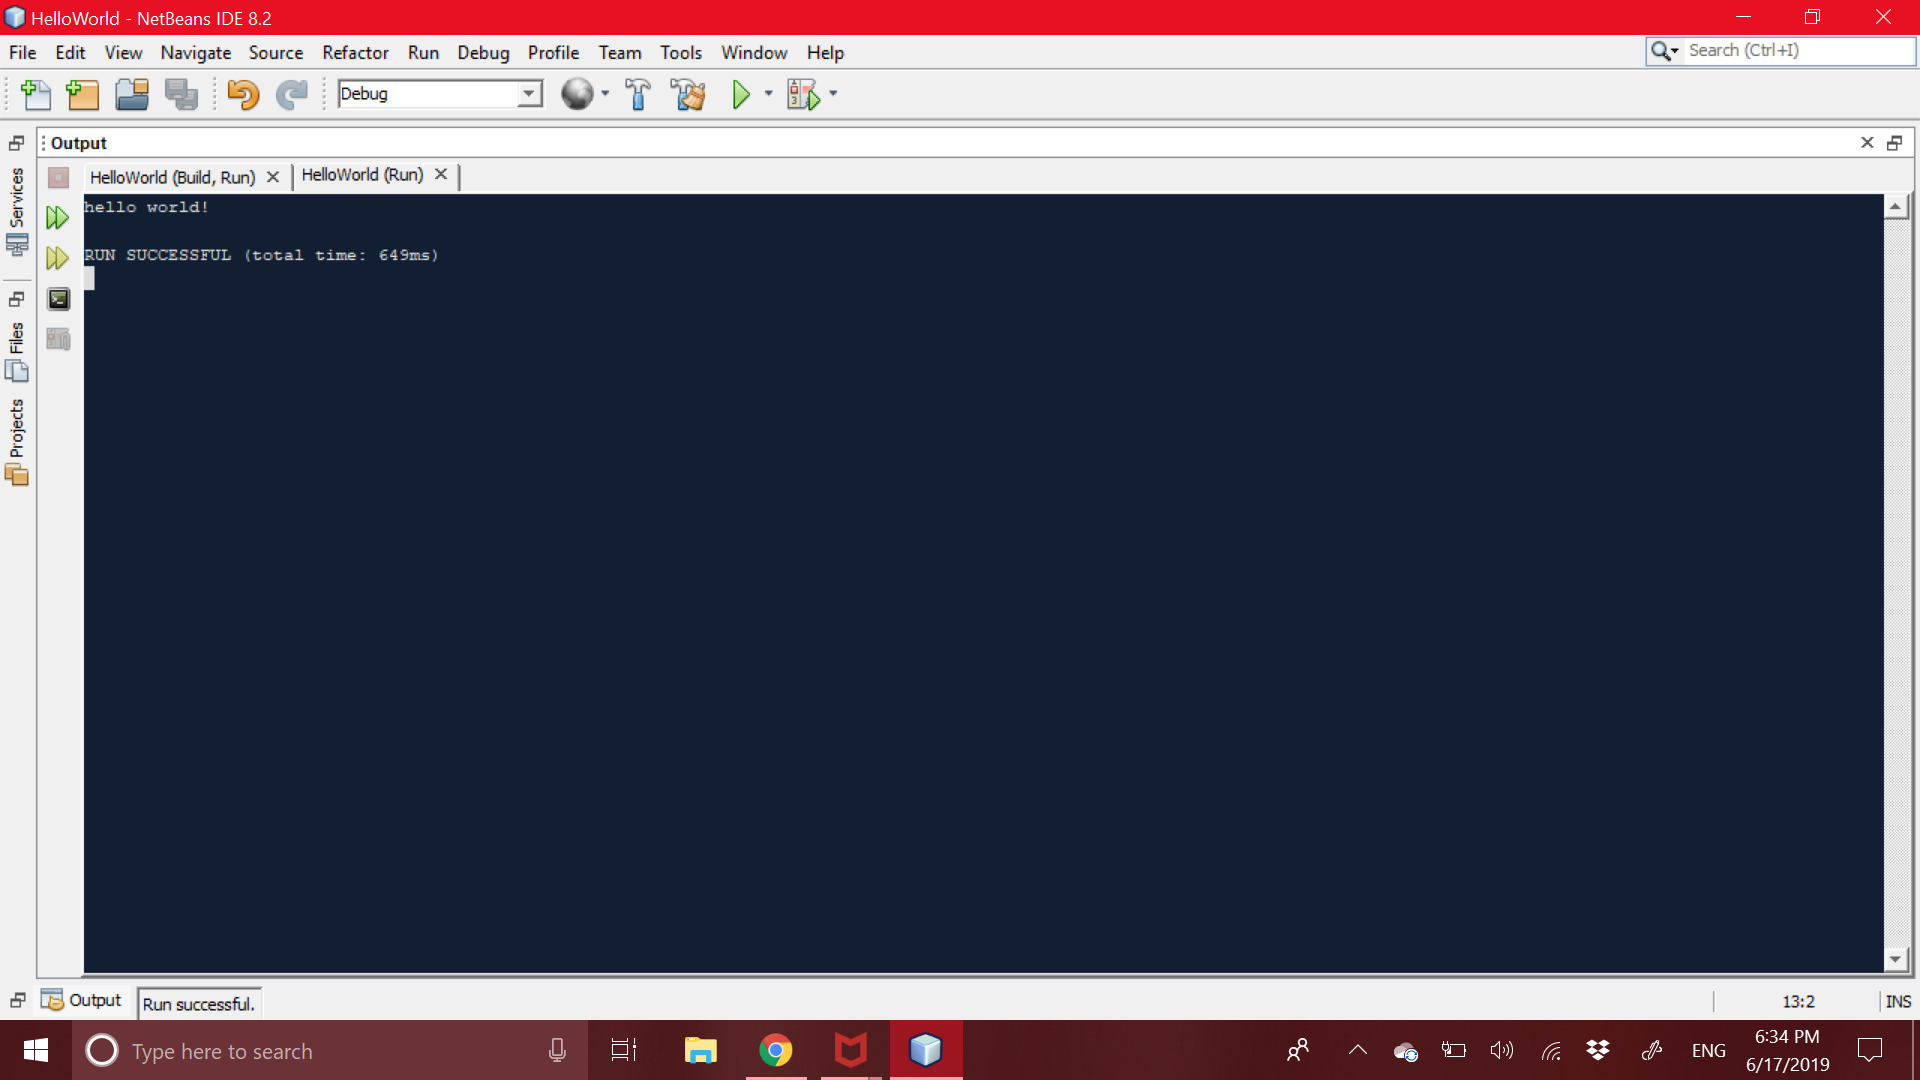 HelloWorld - NetBeans IDE 8.2
File Edit View Navigate Source Refactor Run Debug Profile Team Tools Window Help
Search (Ctrl+I)
Debug
Output
HelloWorld (Build, Run)
HelloWorld (Run)
hello world!
RUN SUCCESSFUL (total time: 649ms)
Services
Files
Projects
Output
Run successful.
13:2
INS
Type here to search
ENG
6:34 PM
6/17/2019